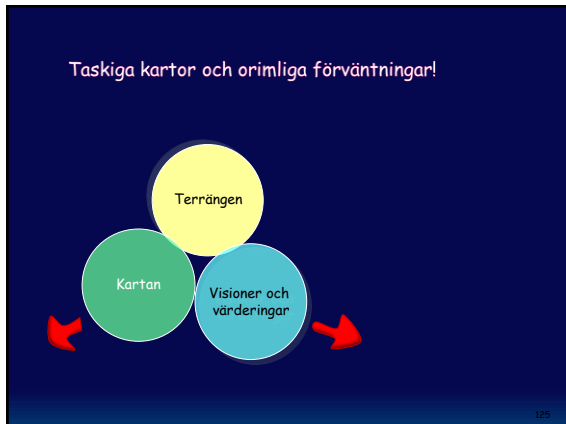 Taskiga kartor och orimliga förväntningar!
Terrängen
Kartan
Visioner och
värderingar
125